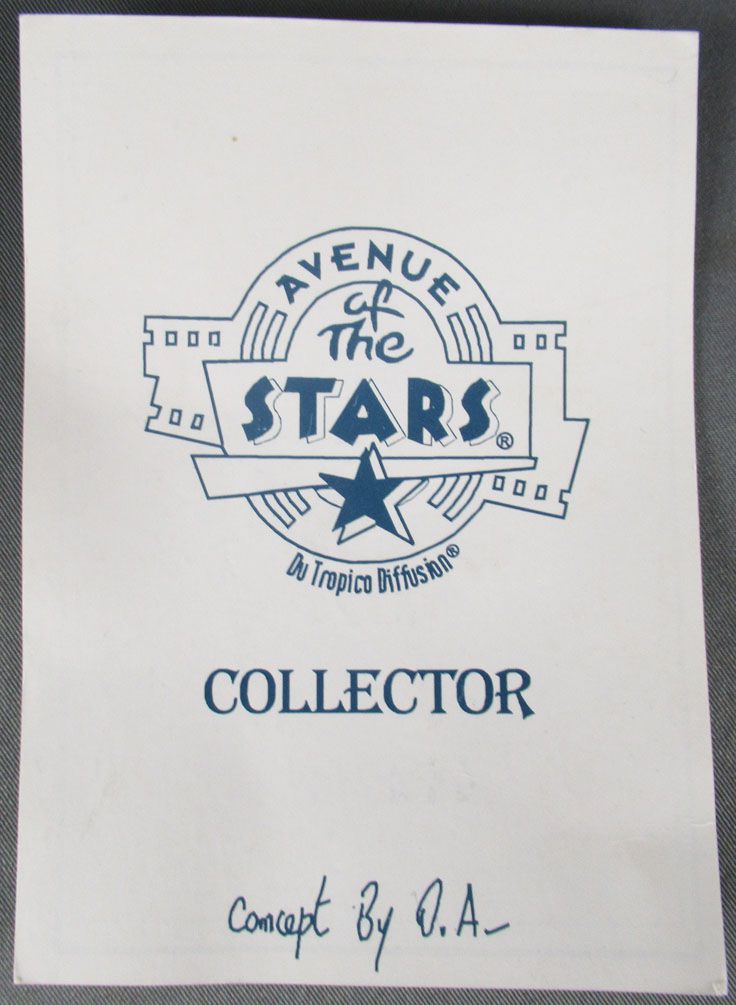 AVENUE
of
The
STARS®
Du Tropico Diffusion®
COLLECTOR
Concept By D.A.